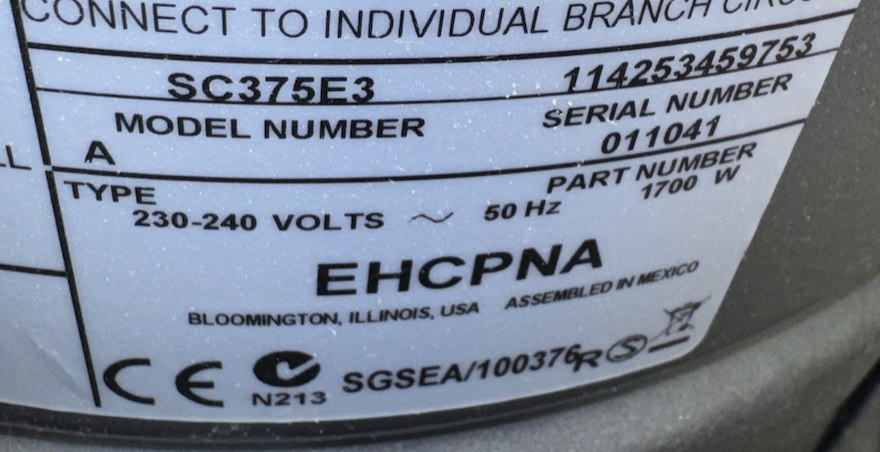 CONNECT TO INDIVIDUAL BRANCH
SC375E3 114253459753
MODEL NUMBER SERIAL NUMBER
A 011041
TYPE PART NUMBER
230-240 VOLTS ~ 50 Hz 1700 W
EHCPNA
BLOOMINGTON, ILLINOIS, USA ASSEMBLED IN MEXICO
CE N213 SGSEA/100376 R S